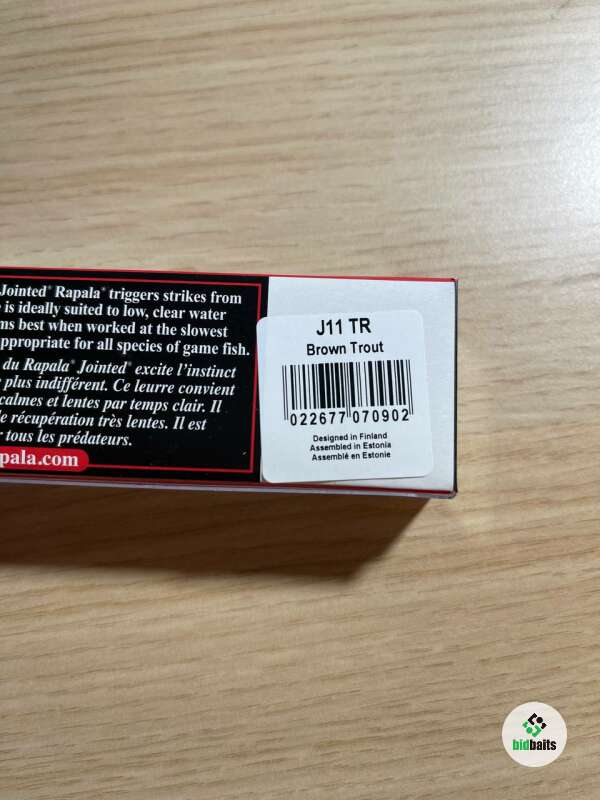 Jointed® Rapala® triggers strikes from
is ideally suited to low, clear water
ms best when worked at the slowest
appropriate for all species of game fish.
du Rapala® Jointed® excite l'instinct
plus indifférent. Ce leurre convient
calmes et lentes par temps clair. Il
récupération très lentes. Il est
tous les prédateurs.
pala.com
J11 TR
Brown Trout
022677 070902
Designed in Finland
Assembled in Estonia
Assemblé en Estonie
bidbaits